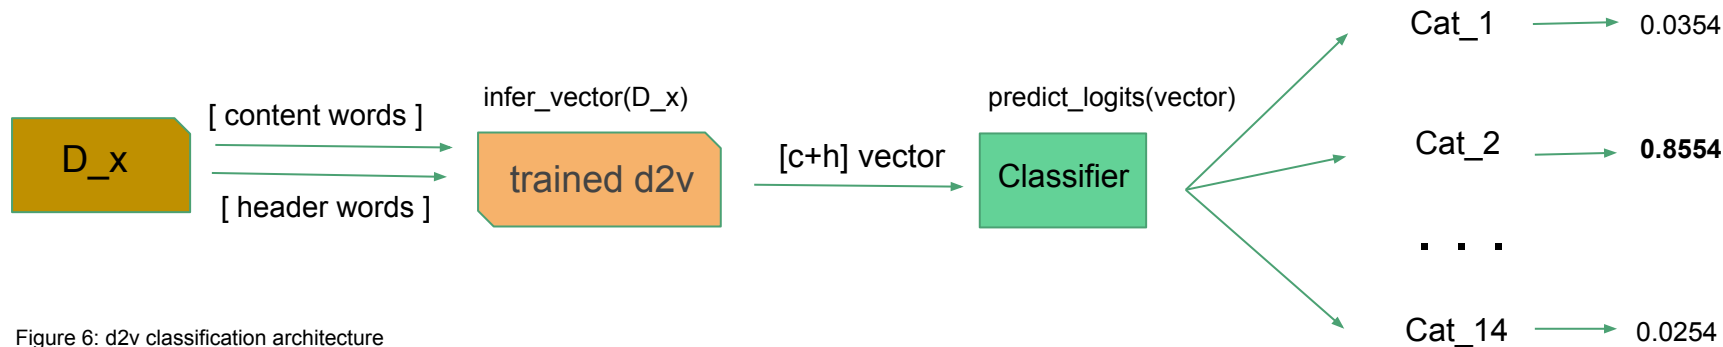 D_x
[ content words ]
[ header words ]
infer_vector(D_x)
trained d2v
[c+h] vector
predict_logits(vector)
Classifier
Cat_1 0.0354
Cat_2 0.8554
. . .
Cat_14 0.0254
Figure 6: d2v classification architecture